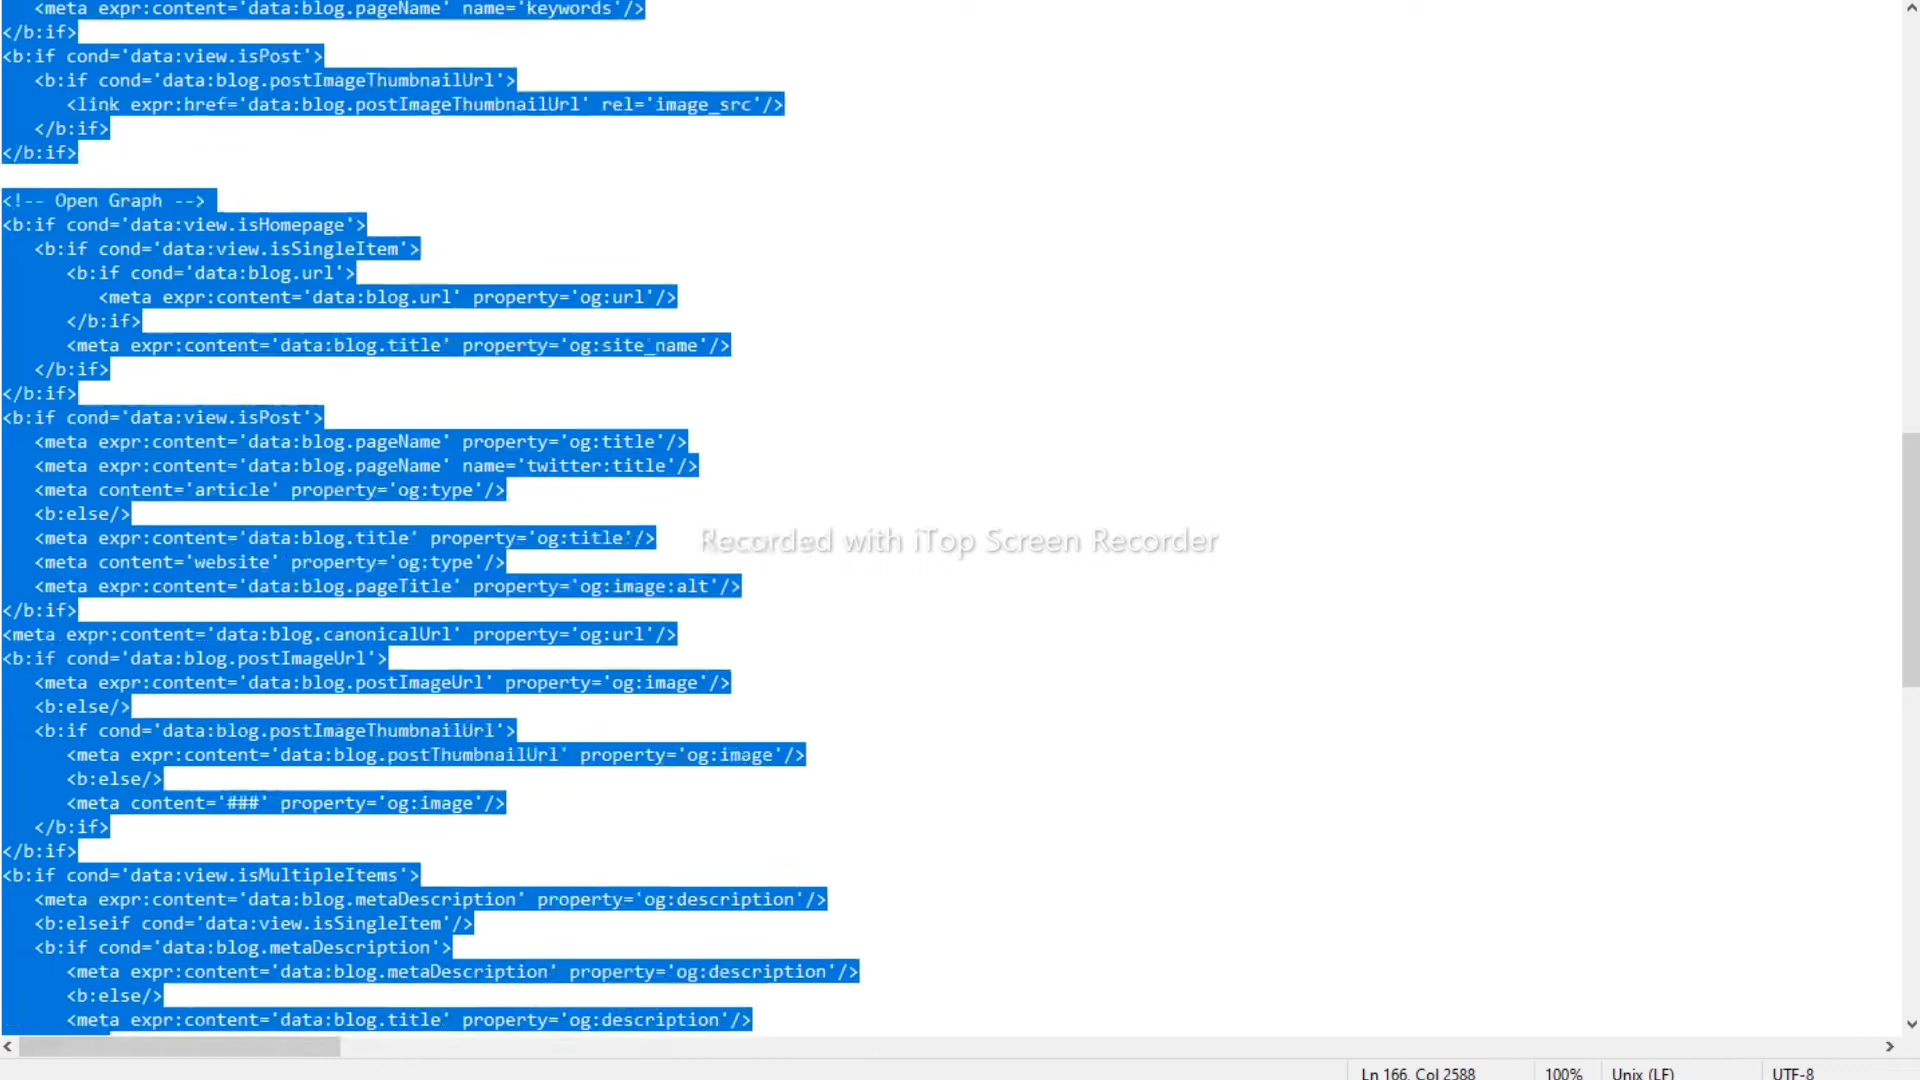 <meta expr:content='data:blog.pageName' name='keywords'/>
</b:if>
<b:if cond='data:view.isPost'>
<b:if cond='data:blog.postImageThumbnailUrl'>
<link expr:href='data:blog.postImageThumbnailUrl' rel='image_src'/>
</b:if>
</b:if>
<!-- Open Graph -->
<b:if cond='data:view.isHomepage'>
<b:if cond='data:view.isSingleItem'>
<b:if cond='data:blog.url'>
<meta expr:content='data:blog.url' property='og:url'/>
</b:if>
<meta expr:content='data:blog.title' property='og:site_name'/>
</b:if>
</b:if>
<b:if cond='data:view.isPost'>
<meta expr:content='data:blog.pageName' property='og:title'/>
<meta expr:content='data:blog.pageName' name='twitter:title'/>
<meta content='article' property='og:type'/>
<b:else/>
<meta expr:content='data:blog.title' property='og:title'/>
<meta content='website' property='og:type'/>
<meta expr:content='data:blog.pageTitle' property='og:image:alt'/>
</b:if>
<meta expr:content='data:blog.canonicalUrl' property='og:url'/>
<b:if cond='data:blog.postImageUrl'>
<meta expr:content='data:blog.postImageUrl' property='og:image'/>
<b:else/>
<b:if cond='data:blog.postImageThumbnailUrl'>
<meta expr:content='data:blog.postThumbnailUrl' property='og:image'/>
<b:else/>
<meta content='###' property='og:image'/>
</b:if>
</b:if>
<b:if cond='data:view.isMultipleItems'>
<meta expr:content='data:blog.metaDescription' property='og:description'/>
<b:elseif cond='data:view.isSingleItem'/>
<b:if cond='data:blog.metaDescription'>
<meta expr:content='data:blog.metaDescription' property='og:description'/>
<b:else/>
<meta expr:content='data:blog.title' property='og:description'/>
Recorded with iTop Screen Recorder
Ln 166, Col 2588 100% Unix (LF) UTF-8